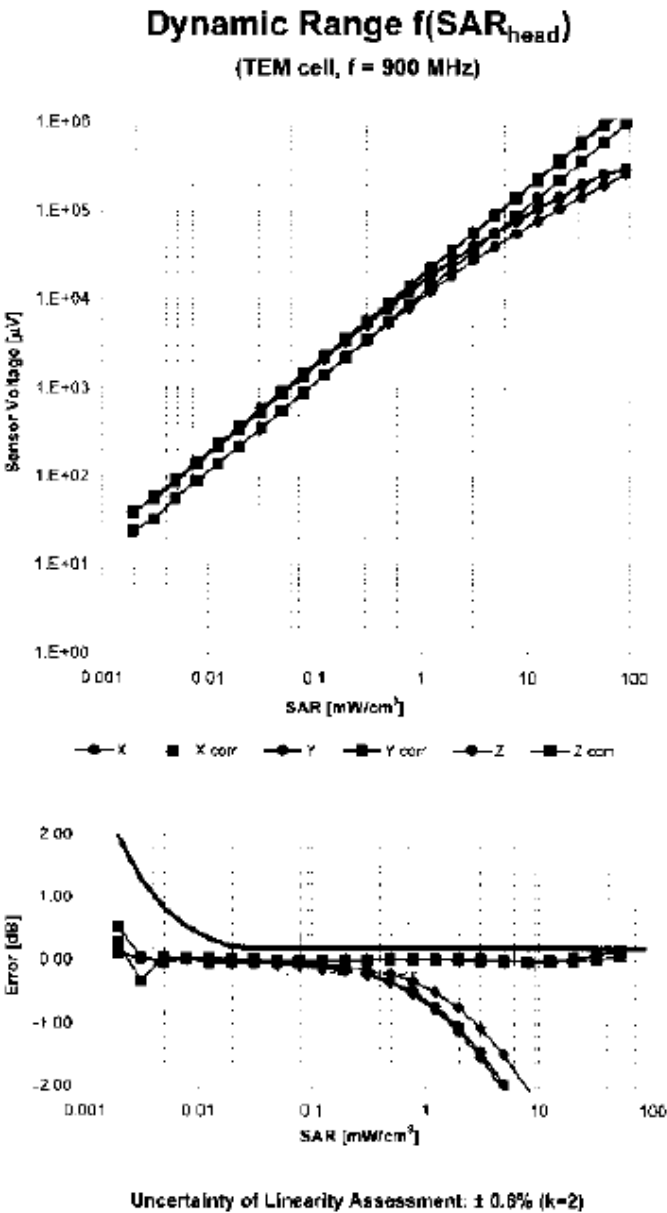 Dynamic Range f(SARhead)
(TEM cell, f = 900 MHz)
1.E+06
1.E+05
1.E+04
1.E+03
1.E+02
1.E+01
1.E+00
Sensor Voltage [µV]
0.001 0.01 0.1 1 10 100
SAR [mW/cm³]
X X corr Y Y corr Z Z corr
2.00
1.00
0.00
-1.00
-2.00
Error [dB]
0.001 0.01 0.1 1 10 100
SAR [mW/cm³]
Uncertainty of Linearity Assessment: ± 0.6% (k=2)